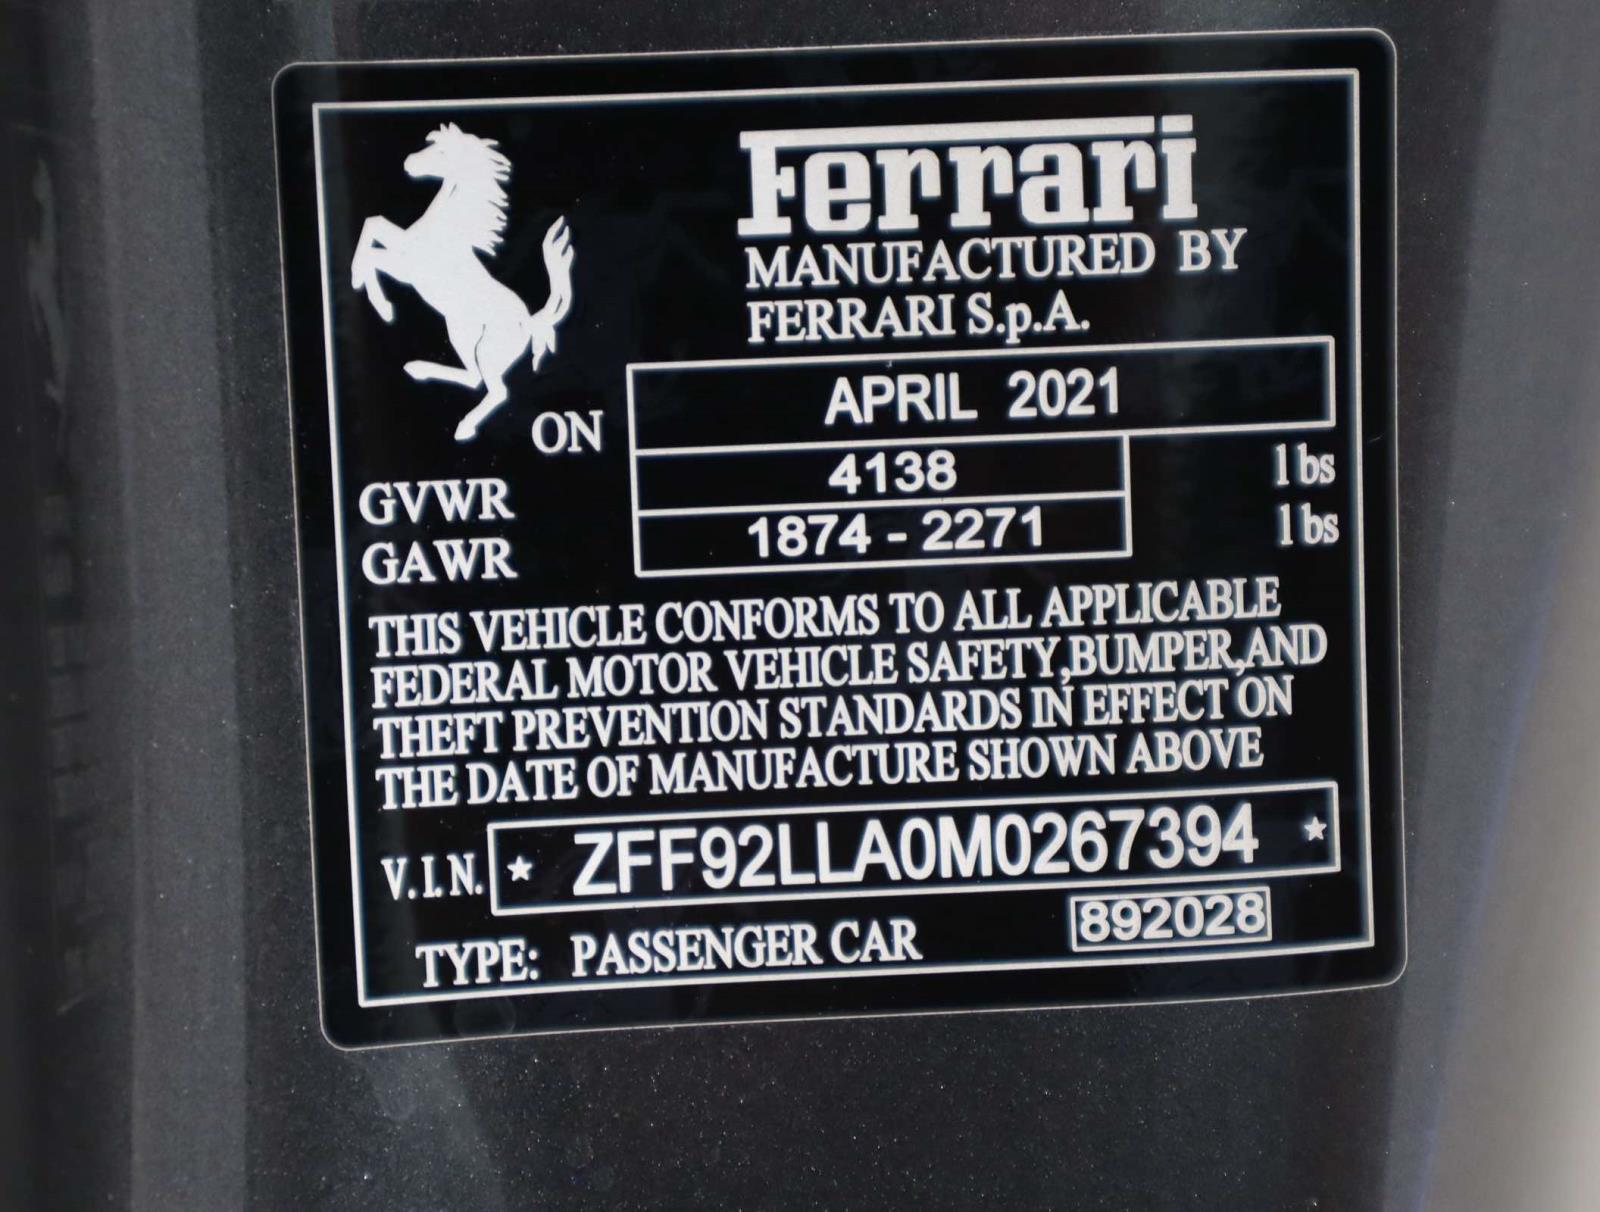 Ferrari
MANUFACTURED BY
FERRARI S.p.A.
ON APRIL 2021
GVWR 4138 lbs
GAWR 1874 - 2271 lbs
THIS VEHICLE CONFORMS TO ALL APPLICABLE
FEDERAL MOTOR VEHICLE SAFETY,BUMPER,AND
THEFT PREVENTION STANDARDS IN EFFECT ON
THE DATE OF MANUFACTURE SHOWN ABOVE
V.I.N. ★ ZFF92LLA0M0267394 ★
TYPE: PASSENGER CAR 892028